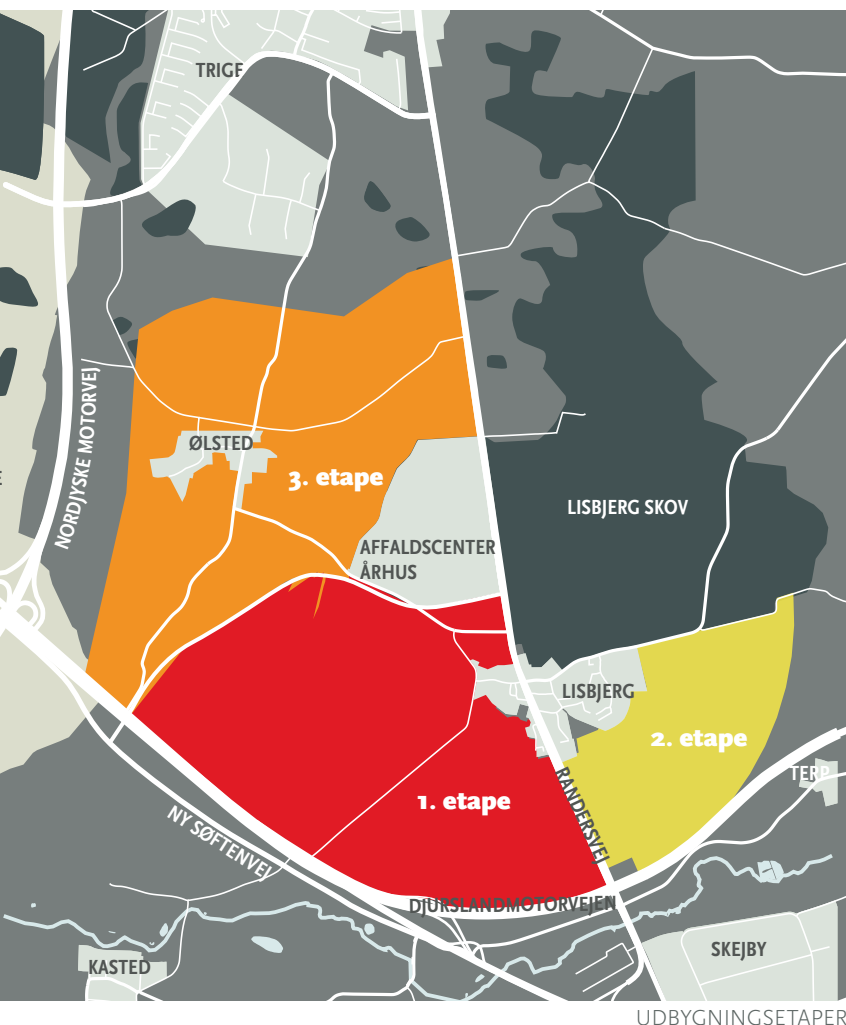 TRIGE
NORDJYSKE MOTORVEJ
ØLSTED
3. etape
LISBJERG SKOV
AFFALDSCENTER
ÅRHUS
LISBJERG
2. etape
TERP
1. etape
RANDERSVEJ
NY SØFTENVEJ
DJURSLANDMOTORVEJEN
SKEJBY
KASTED
UDBYGNINGSETAPER